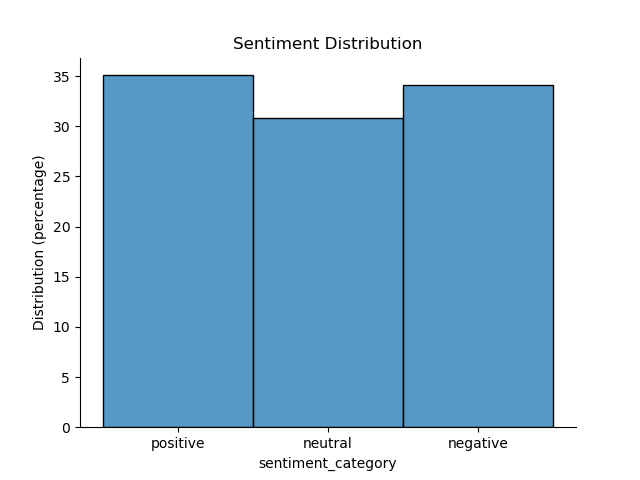 Sentiment Distribution
Distribution (percentage)
35
30
25
20
15
10
5
0
positive neutral negative
sentiment_category